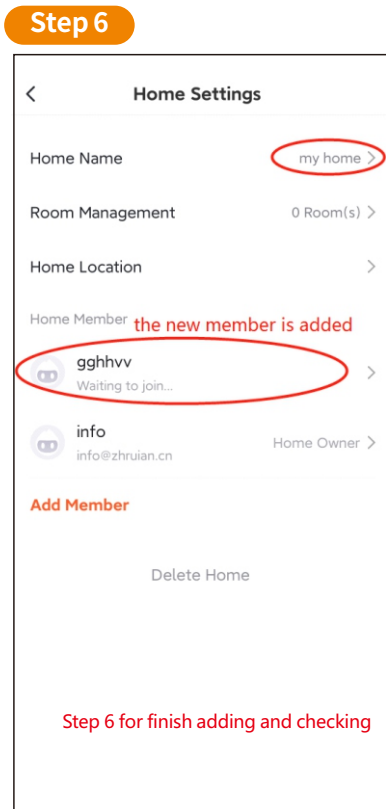 Step 6
Home Settings
Home Name my home
Room Management 0 Room(s)
Home Location
Home Member the new member is added
gghhvv
Waiting to join...
info
info@zhruian.cn Home Owner
Add Member
Delete Home
Step 6 for finish adding and checking